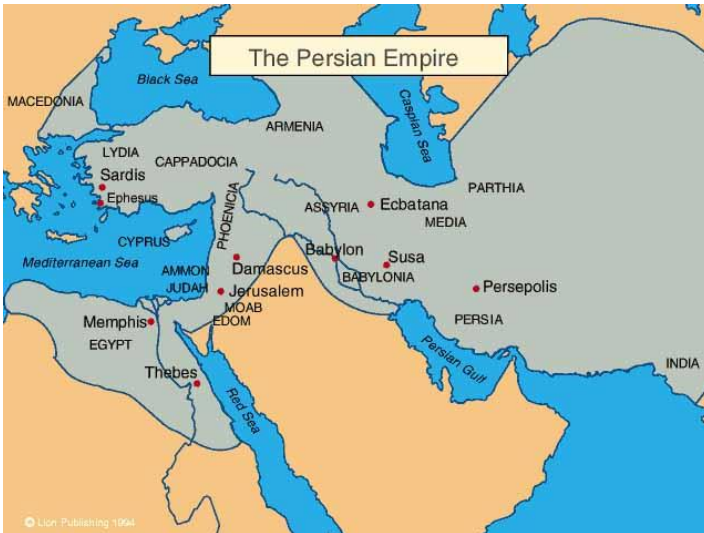 The Persian Empire
Black Sea
Caspian Sea
MACEDONIA
ARMENIA
LYDIA
CAPPADOCIA
Sardis
Ephesus
PARTHIA
PHOENICIA
ASSYRIA
Ecbatana
MEDIA
CYPRUS
Mediterranean Sea
Babylon
Susa
AMMON
Damascus
BABYLONIA
JUDAH
Jerusalem
Persepolis
MOAB
EDOM
Memphis
PERSIA
EGYPT
Persian Gulf
INDIA
Thebes
Red Sea
© Lion Publishing 1994